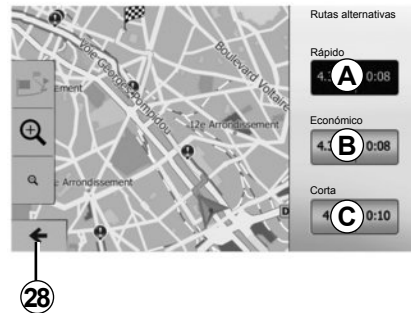 Rutas alternativas
Rápido
A 0:08
Económico
B 0:08
Corta
C 0:10
Voie Georges-Pompidou
Boulevard Voltaire
12e Arrondissement
Arrondissement
28